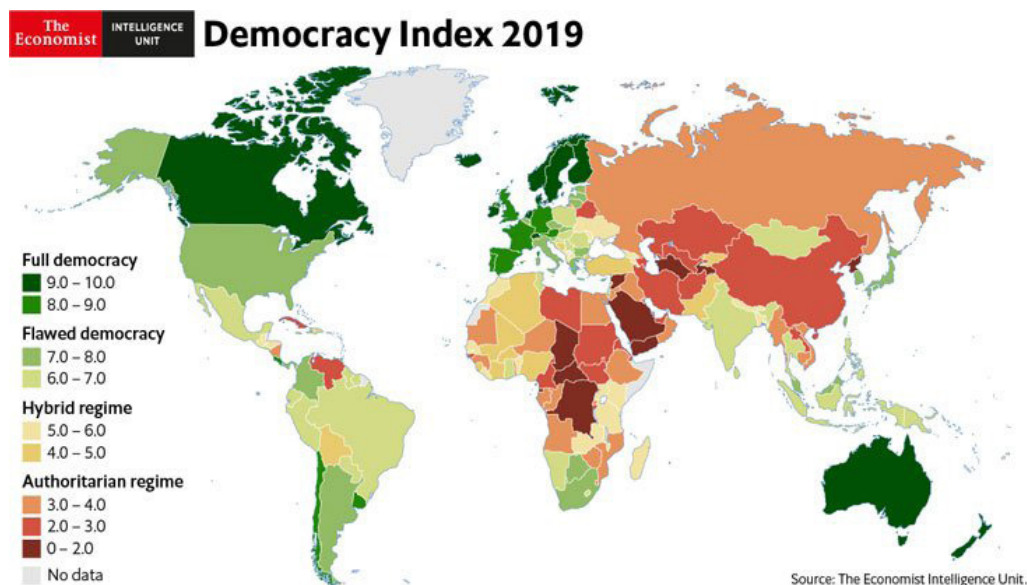 The
Economist
INTELLIGENCE
UNIT
Democracy Index 2019
Full democracy
9.0 – 10.0
8.0 – 9.0
Flawed democracy
7.0 – 8.0
6.0 – 7.0
Hybrid regime
5.0 – 6.0
4.0 – 5.0
Authoritarian regime
3.0 – 4.0
2.0 – 3.0
0 – 2.0
No data
Source: The Economist Intelligence Unit.